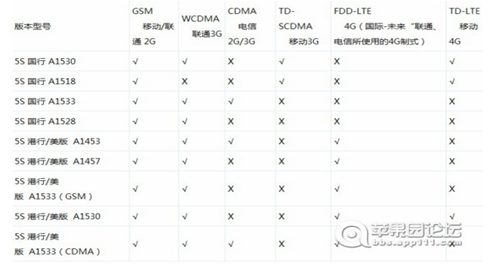 版本型号 GSM 移动/联通 2G WCDMA 联通3G CDMA 电信 2G/3G TD-SCDMA 移动3G FDD-LTE 4G（国际-未来“联通、电信所使用的4G制式） TD-LTE 移动 4G
5S 国行 A1530 √ √ X √ X √
5S 国行 A1518 √ X X √ X √
5S 国行 A1533 √ √ √ X X X
5S 国行 A1528 √ √ X X X X
5S 港行/美版 A1453 √ √ √ X √ X
5S 港行/美版 A1457 √ √ X X √ X
5S 港行/美版 A1533（GSM） √ √ X X √ X
5S 港行/美版 A1530 √ √ X X √ √
5S 港行/美版 A1533（CDMA） √ √ √ X √ X
苹果园论坛
bbs.app111.com